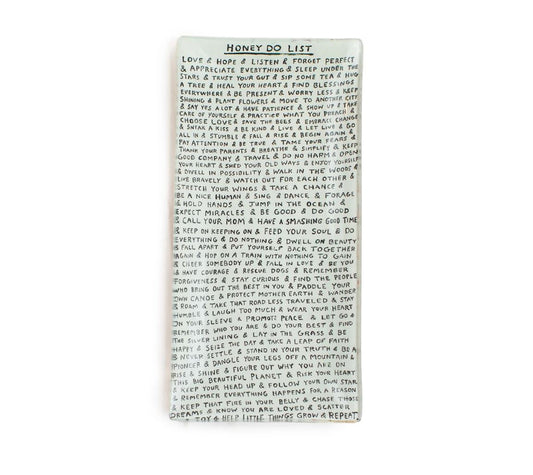 HONEY DO LIST
LOVE & HOPE & LISTEN & FORGET PERFECT
& APPRECIATE EVERYTHING & SLEEP UNDER THE
STARS & TRUST YOUR GUT & SIP SOME TEA & HUG
A TREE & HEAL YOUR HEART & FIND BLESSINGS
EVERYWHERE & BE PRESENT & WORRY LESS & KEEP
SHINING & PLANT FLOWERS & MOVE TO ANOTHER CITY
& SAY YES A LOT & HAVE PATIENCE & SHOW UP & TAKE
CARE OF YOURSELF & PRACTICE WHAT YOU PREACH &
CHOOSE LOVE & SAVE THE BEES & EMBRACE CHANGE
& SNEAK A KISS & BE KIND & LIVE & LET LIVE & GO
ALL IN & STUMBLE & FALL & RISE & BEGIN AGAIN &
PAY ATTENTION & BE TRUE & TAME YOUR FEARS &
THANK YOUR PARENTS & BREATHE & SIMPLIFY & KEEP
GOOD COMPANY & TRAVEL & DO NO HARM & OPEN
YOUR HEART & SHED YOUR OLD WAYS & ENJOY YOURSELF
& DWELL IN POSSIBILITY & WALK IN THE WOODS &
LIVE BRAVELY & WATCH OUT FOR EACH OTHER &
STRETCH YOUR WINGS & TAKE A CHANCE &
BE A NICE HUMAN & SING & DANCE & FORAGE
& HOLD HANDS & JUMP IN THE OCEAN &
EXPECT MIRACLES & BE GOOD & DO GOOD
& CALL YOUR MOM & HAVE A SMASHING GOOD TIME
& KEEP ON KEEPING ON & FEED YOUR SOUL & DO
EVERYTHING & DO NOTHING & DWELL ON BEAUTY
& FALL APART & PUT YOURSELF BACK TOGETHER
AGAIN & HOP ON A TRAIN WITH NOTHING TO GAIN
& CHEER SOMEBODY UP & FALL IN LOVE & BE YOU
& HAVE COURAGE & RESCUE DOGS & REMEMBER
FORGIVENESS & STAY CURIOUS & FIND THE PEOPLE
WHO BRING OUT THE BEST IN YOU & PADDLE YOUR
OWN CANOE & PROTECT MOTHER EARTH & WANDER
& ROAM & TAKE THAT ROAD LESS TRAVELED & STAY
HUMBLE & LAUGH TOO MUCH & WEAR YOUR HEART
ON YOUR SLEEVE & PROMOTE PEACE & LET GO &
REMEMBER WHO YOU ARE & DO YOUR BEST & FIND
THE SILVER LINING & LAY IN THE GRASS & BE
HAPPY & SEIZE THE DAY & TAKE A LEAP OF FAITH
& NEVER SETTLE & STAND IN YOUR TRUTH & BE A
PIONEER & DANGLE YOUR LEGS OFF A MOUNTAIN &
RISE & SHINE & FIGURE OUT WHY YOU ARE ON
THIS BIG BEAUTIFUL PLANET & RISK YOUR HEART
& KEEP YOUR HEAD UP & FOLLOW YOUR OWN STAR
& REMEMBER EVERYTHING HAPPENS FOR A REASON
& KEEP THAT FIRE IN YOUR BELLY & CHASE THOSE
DREAMS & KNOW YOU ARE LOVED & SCATTER
JOY & HELP LITTLE THINGS GROW & REPEAT.